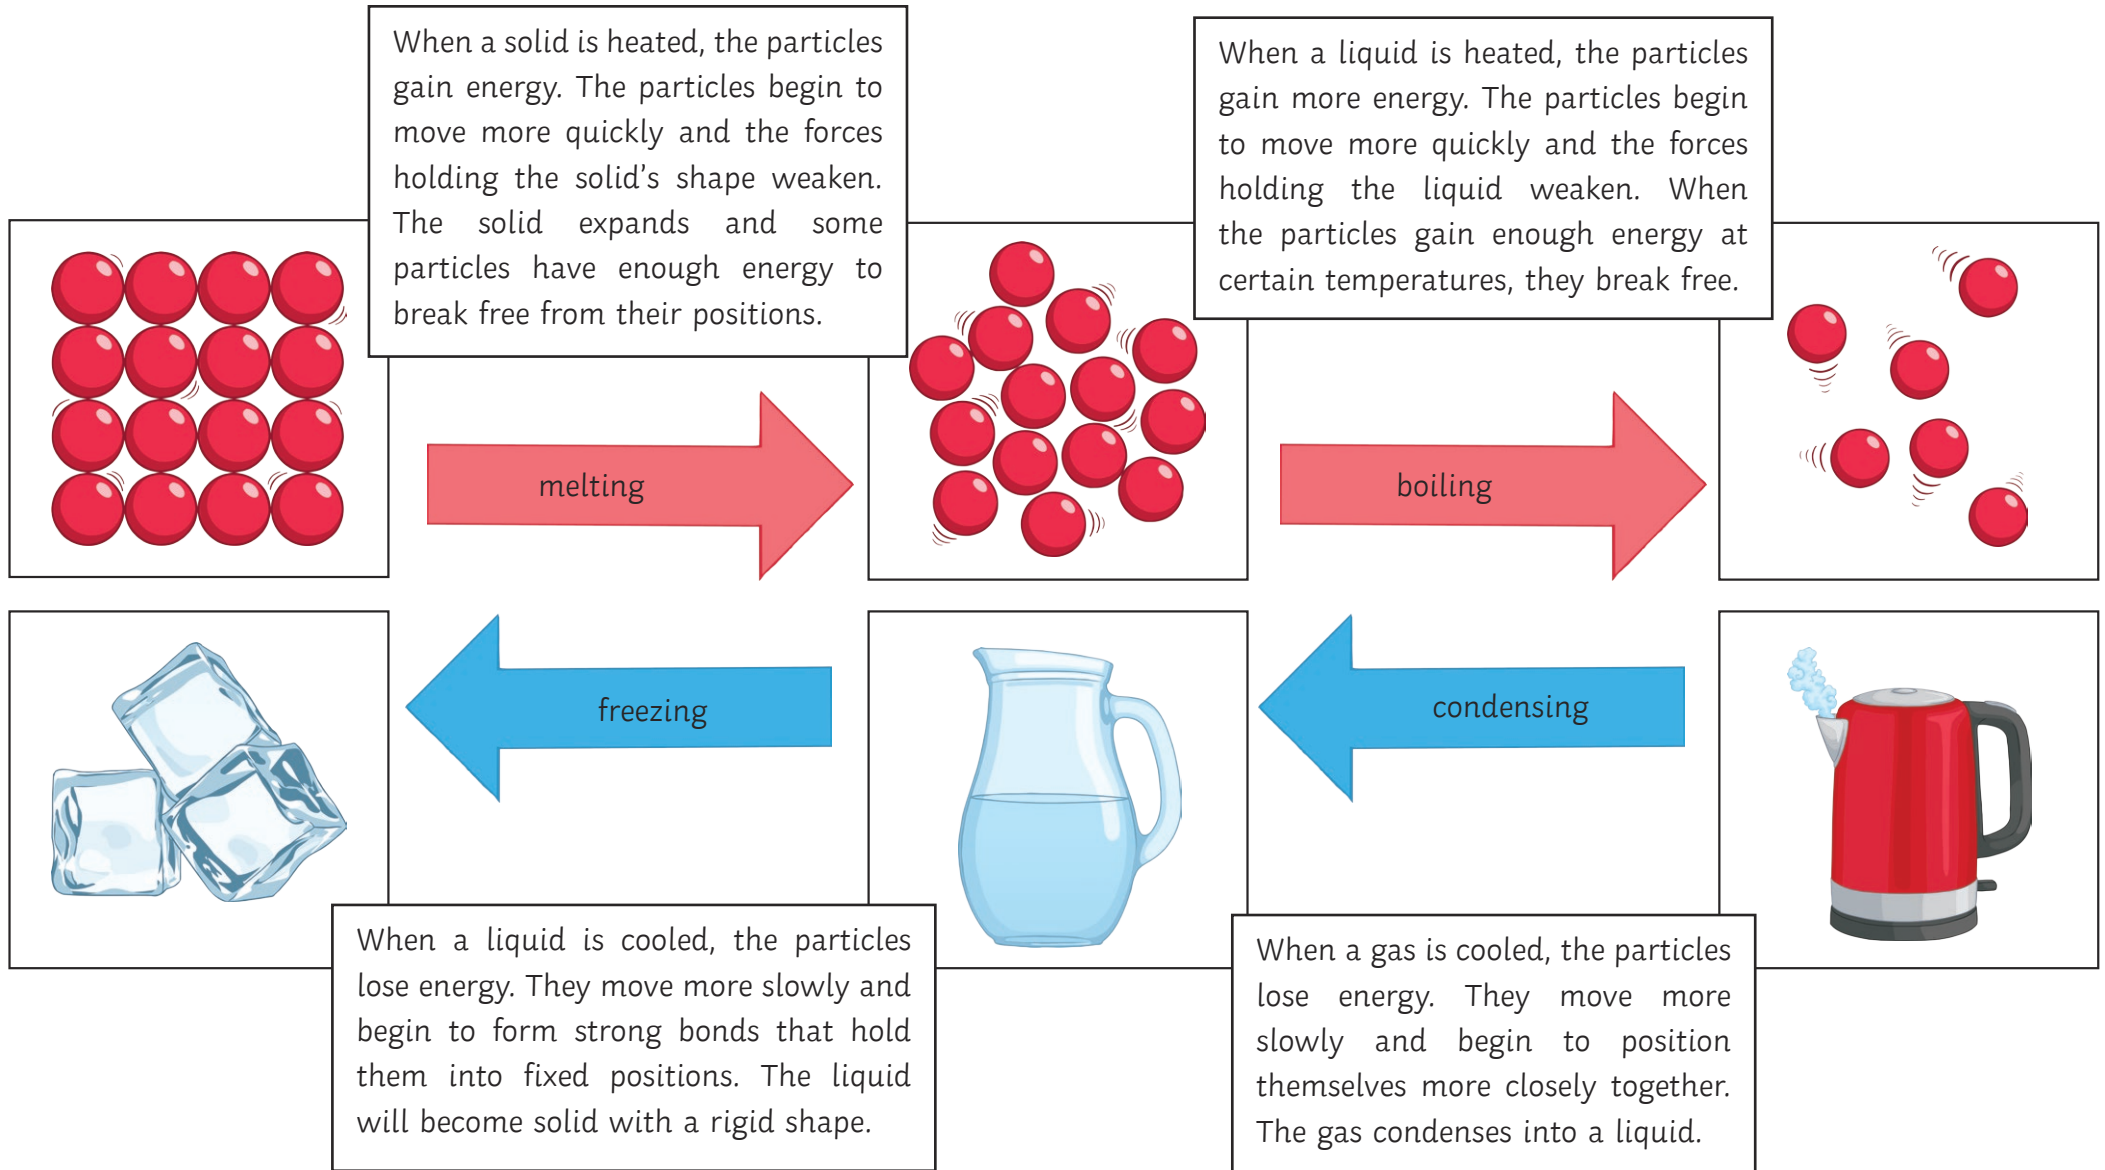 When a solid is heated, the particles
gain energy. The particles begin to
move more quickly and the forces
holding the solid's shape weaken.
The solid expands and some
particles have enough energy to
break free from their positions.
When a liquid is heated, the particles
gain more energy. The particles begin
to move more quickly and the forces
holding the liquid weaken. When
the particles gain enough energy at
certain temperatures, they break free.
melting
boiling
freezing
condensing
When a liquid is cooled, the particles
lose energy. They move more slowly and
begin to form strong bonds that hold
them into fixed positions. The liquid
will become solid with a rigid shape.
When a gas is cooled, the particles
lose energy. They move more
slowly and begin to position
themselves more closely together.
The gas condenses into a liquid.